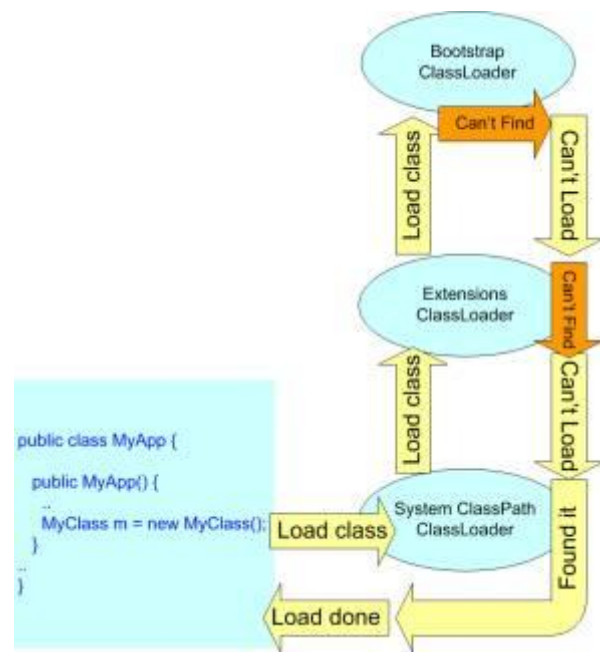 Bootstrap
ClassLoader
Can't Find
Load class
Can't Load
Extensions
ClassLoader
Can't Find
Load class
Can't Load
public class MyApp {
public MyApp() {
..
MyClass m = new MyClass();
}
..
}
Load class
System ClassPath
ClassLoader
Found it
Load done